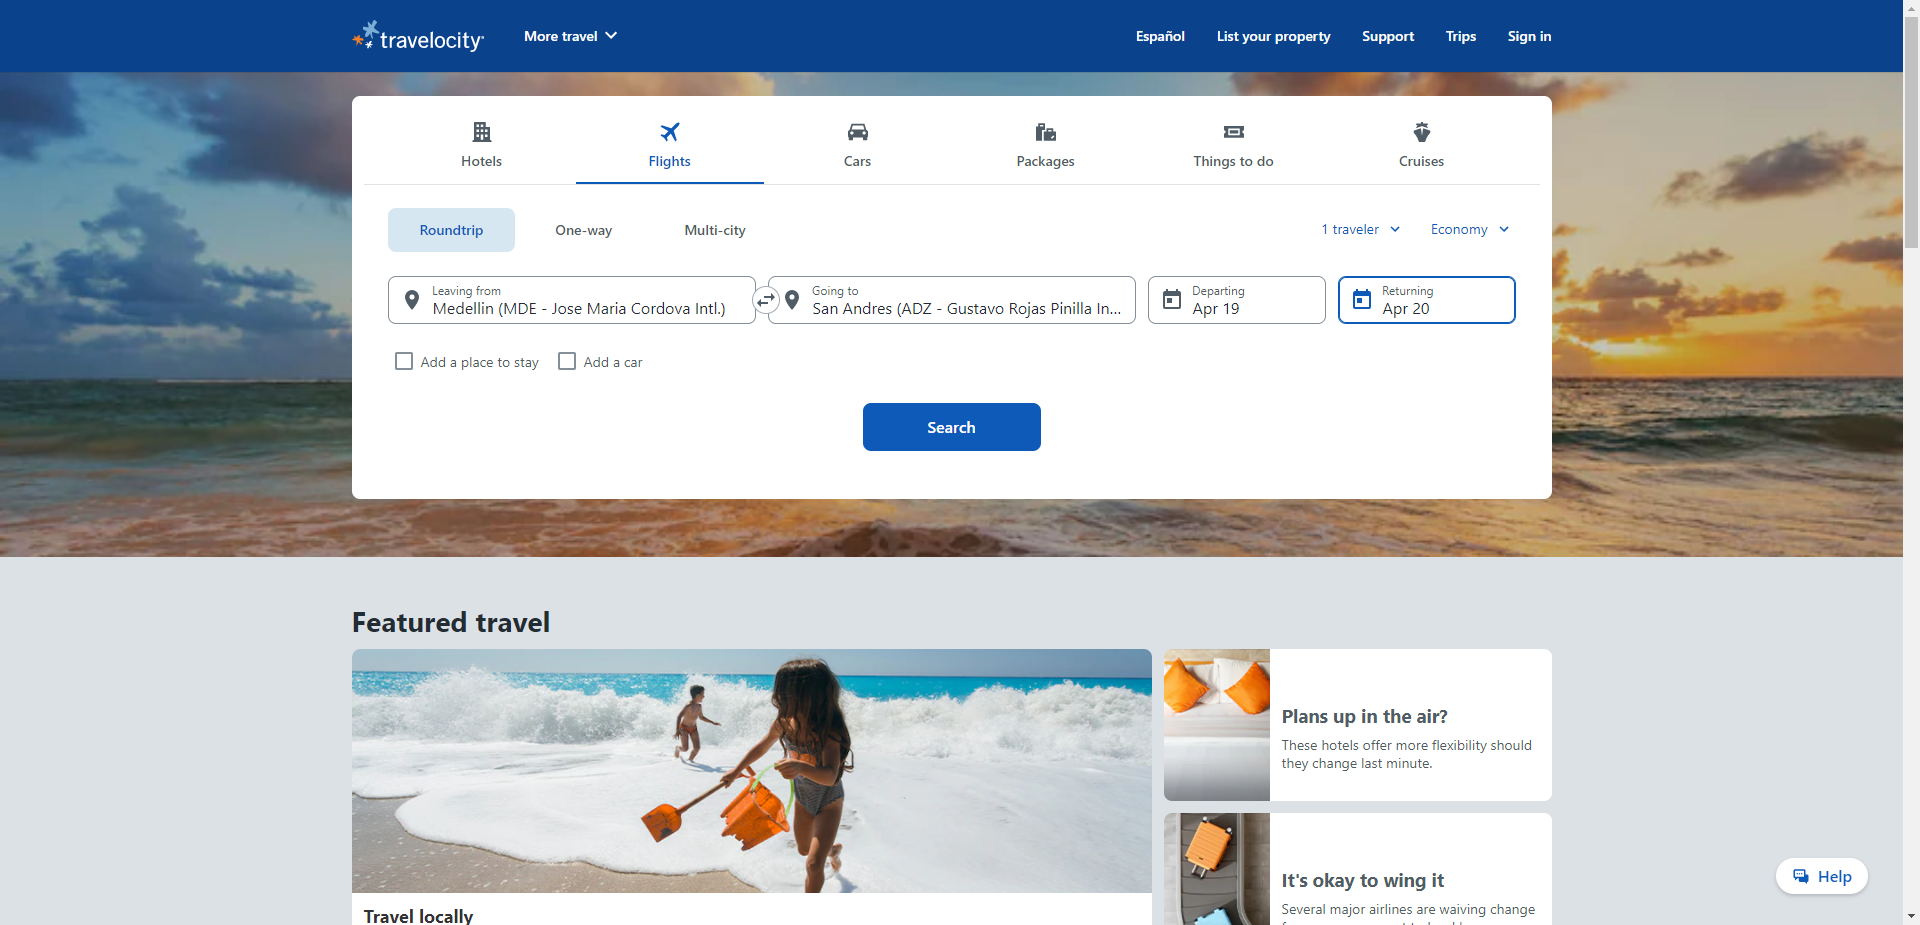 travelocity
More travel
Español
List your property
Support
Trips
Sign in
Hotels
Flights
Cars
Packages
Things to do
Cruises
Roundtrip
One-way
Multi-city
1 traveler
Economy
Leaving from
Medellin (MDE - Jose Maria Cordova Intl.)
Going to
San Andres (ADZ - Gustavo Rojas Pinilla In...
Departing
Apr 19
Returning
Apr 20
Add a place to stay
Add a car
Search
Featured travel
Plans up in the air?
These hotels offer more flexibility should
they change last minute.
It's okay to wing it
Several major airlines are waiving change
Travel locally
Help